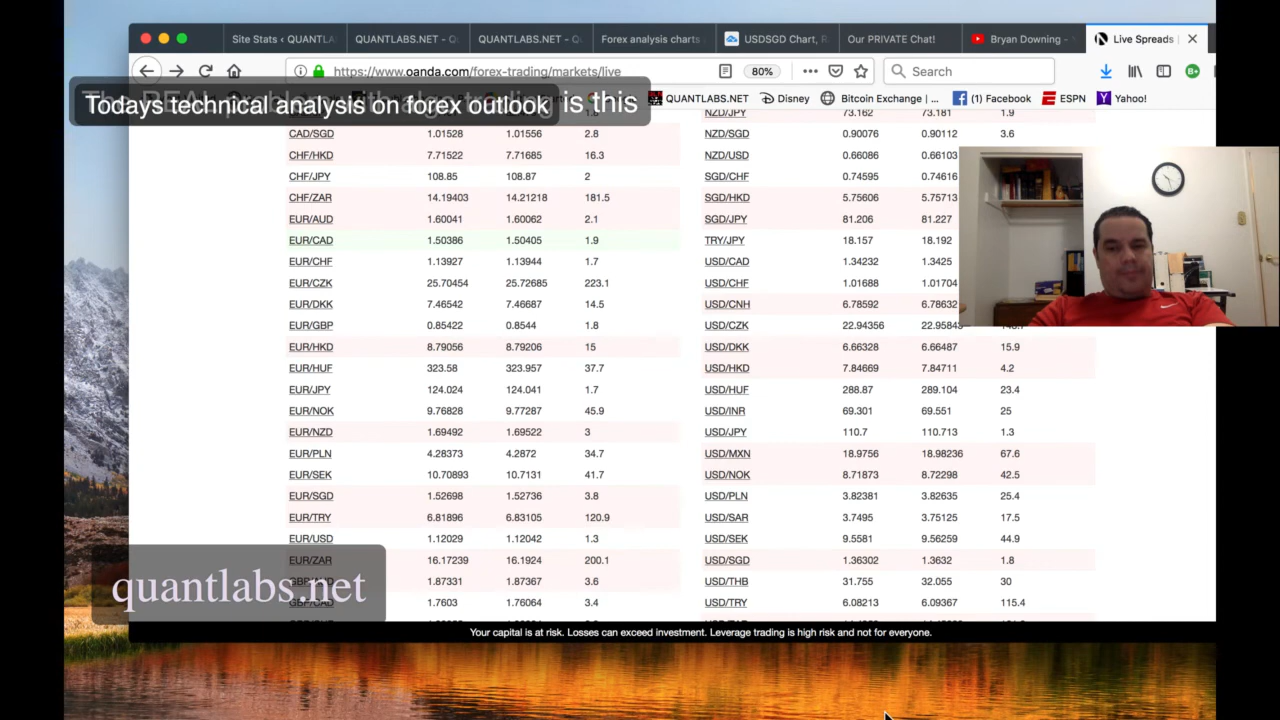 Site Stats ‹ QUANTLA
QUANTLABS.NET - Q
QUANTLABS.NET - Q
Forex analysis charts
USDSGD Chart, R
Our PRIVATE Chat!
Bryan Downing -
Live Spreads
https://www.oanda.com/forex-trading/markets/live
80%
Search
Todays technical analysis on forex outlook is this
QUANTLABS.NET
Disney
Bitcoin Exchange | ...
(1) Facebook
ESPN
Yahoo!
NZD/JPY 73.162 73.181 1.9
CAD/SGD 1.01528 1.01556 2.8 NZD/SGD 0.90076 0.90112 3.6
CHF/HKD 7.71522 7.71685 16.3 NZD/USD 0.66086 0.66103
CHF/JPY 108.85 108.87 2 SGD/CHF 0.74595 0.74616
CHF/ZAR 14.19403 14.21218 181.5 SGD/HKD 5.75606 5.75713
EUR/AUD 1.60041 1.60062 2.1 SGD/JPY 81.206 81.227
EUR/CAD 1.50386 1.50405 1.9 TRY/JPY 18.157 18.192
EUR/CHF 1.13927 1.13944 1.7 USD/CAD 1.34232 1.3425
EUR/CZK 25.70454 25.72685 223.1 USD/CHF 1.01688 1.01704
EUR/DKK 7.46542 7.46687 14.5 USD/CNH 6.78592 6.78632
EUR/GBP 0.85422 0.8544 1.8 USD/CZK 22.94356 22.95843
EUR/HKD 8.79056 8.79206 15 USD/DKK 6.66328 6.66487 15.9
EUR/HUF 323.58 323.957 37.7 USD/HKD 7.84669 7.84711 4.2
EUR/JPY 124.024 124.041 1.7 USD/HUF 288.87 289.104 23.4
EUR/NOK 9.76828 9.77287 45.9 USD/INR 69.301 69.551 25
EUR/NZD 1.69492 1.69522 3 USD/JPY 110.7 110.713 1.3
EUR/PLN 4.28373 4.2872 34.7 USD/MXN 18.9756 18.98236 67.6
EUR/SEK 10.70893 10.7131 41.7 USD/NOK 8.71873 8.72298 42.5
EUR/SGD 1.52698 1.52736 3.8 USD/PLN 3.82381 3.82635 25.4
EUR/TRY 6.81896 6.83105 120.9 USD/SAR 3.7495 3.75125 17.5
EUR/USD 1.12029 1.12042 1.3 USD/SEK 9.5581 9.56259 44.9
EUR/ZAR 16.17239 16.1924 200.1 USD/SGD 1.36302 1.3632 1.8
1.87331 1.87367 3.6 USD/THB 31.755 32.055 30
GBP/CAD 1.7603 1.76064 3.4 USD/TRY 6.08213 6.09367 115.4
quantlabs.net
Your capital is at risk. Losses can exceed investment. Leverage trading is high risk and not for everyone.